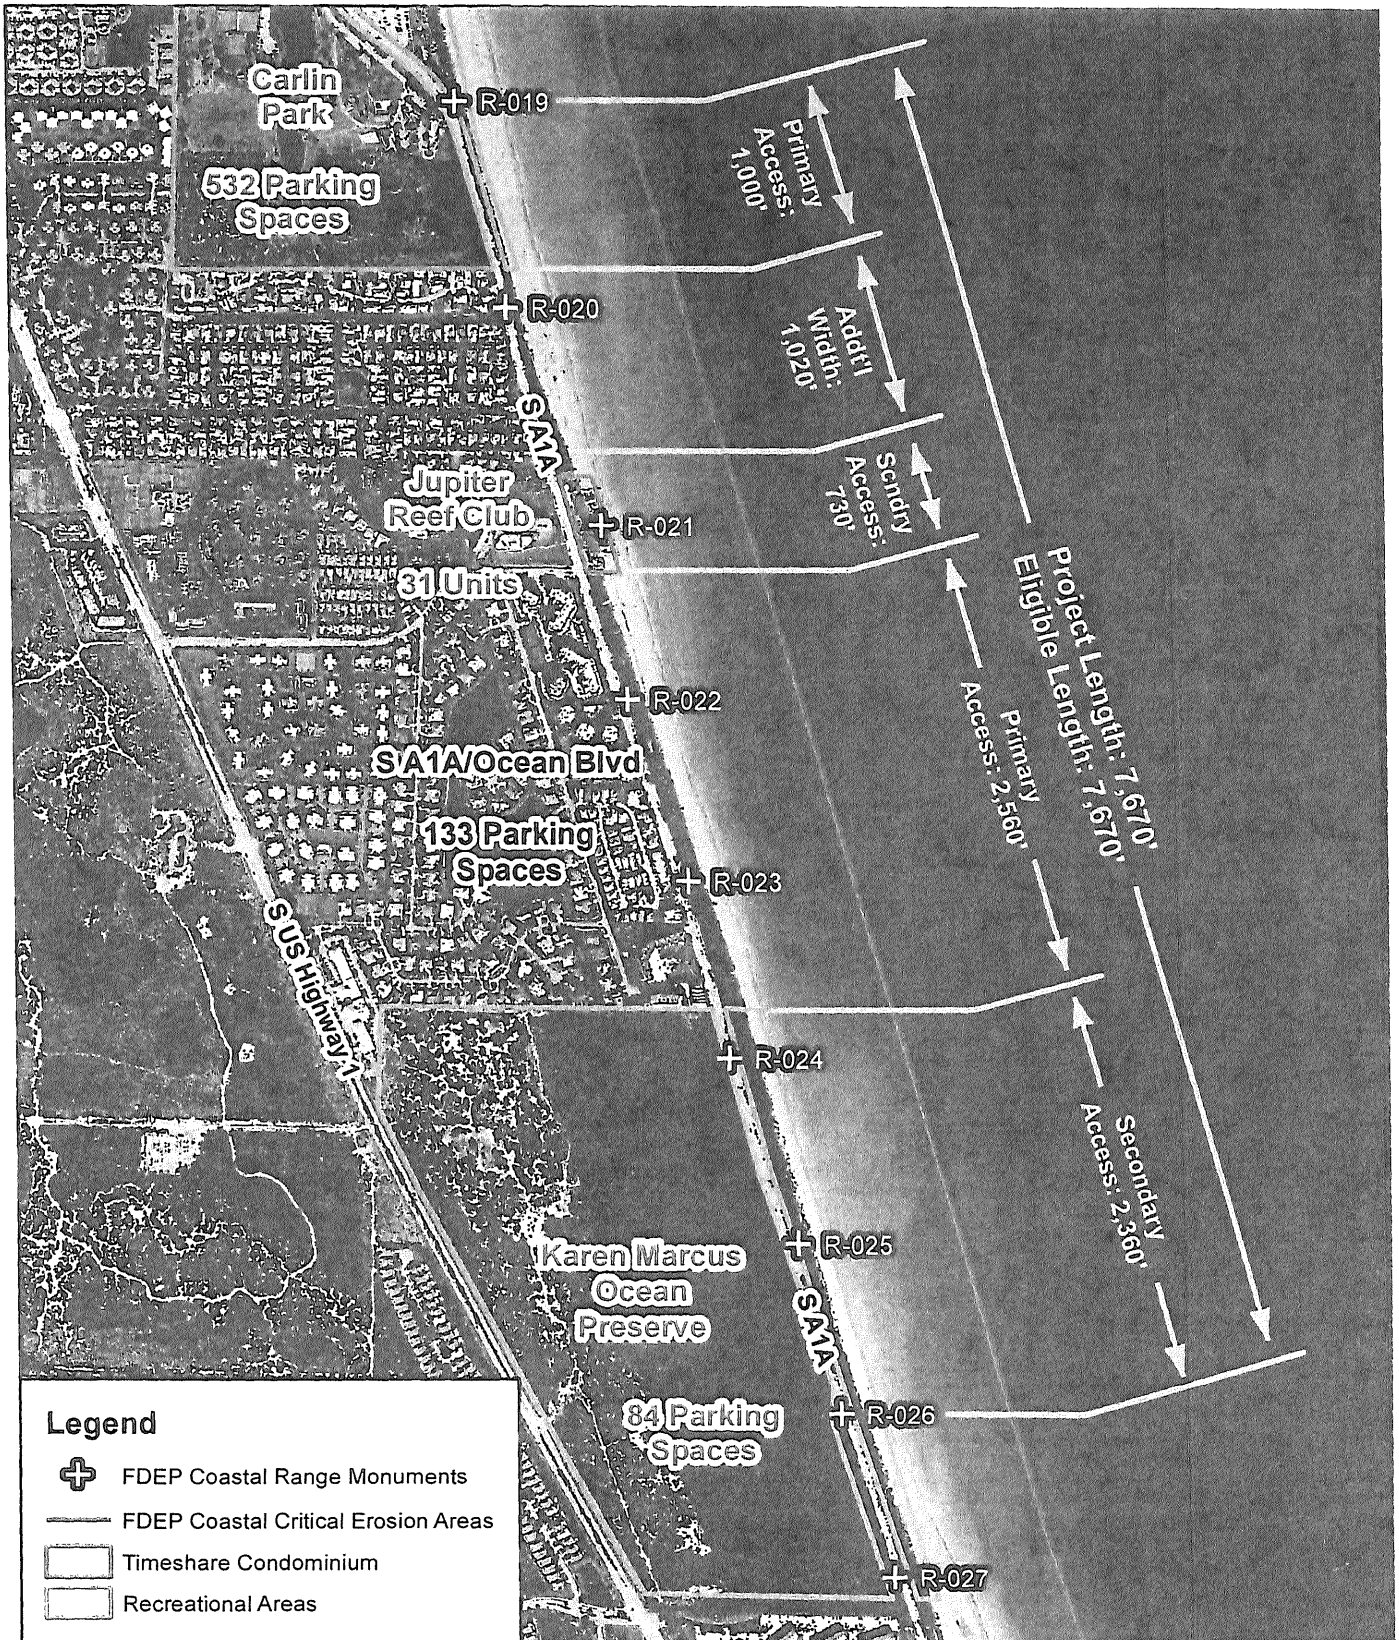 Carlin
Park
R-019
532 Parking
Spaces
Primary
Access:
1,000'
R-020
Addt'l
Width:
1,020'
S A1A
Jupiter
Reef Club
31 Units
R-021
Scndry
Access:
730'
Project Length: 7,670'
Eligible Length: 7,670'
R-022
Primary
Access: 2,560'
S A1A/Ocean Blvd
133 Parking
Spaces
R-023
S US Highway 1
R-024
Secondary
Access: 2,360'
R-025
Karen Marcus
Ocean
Preserve
S A1A
84 Parking
Spaces
R-026
R-027
Legend
FDEP Coastal Range Monuments
FDEP Coastal Critical Erosion Areas
Timeshare Condominium
Recreational Areas